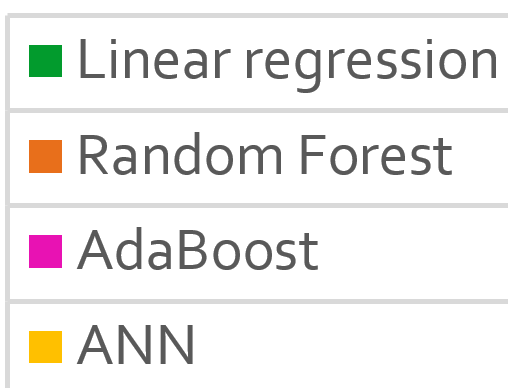 Linear regression
Random Forest
AdaBoost
ANN